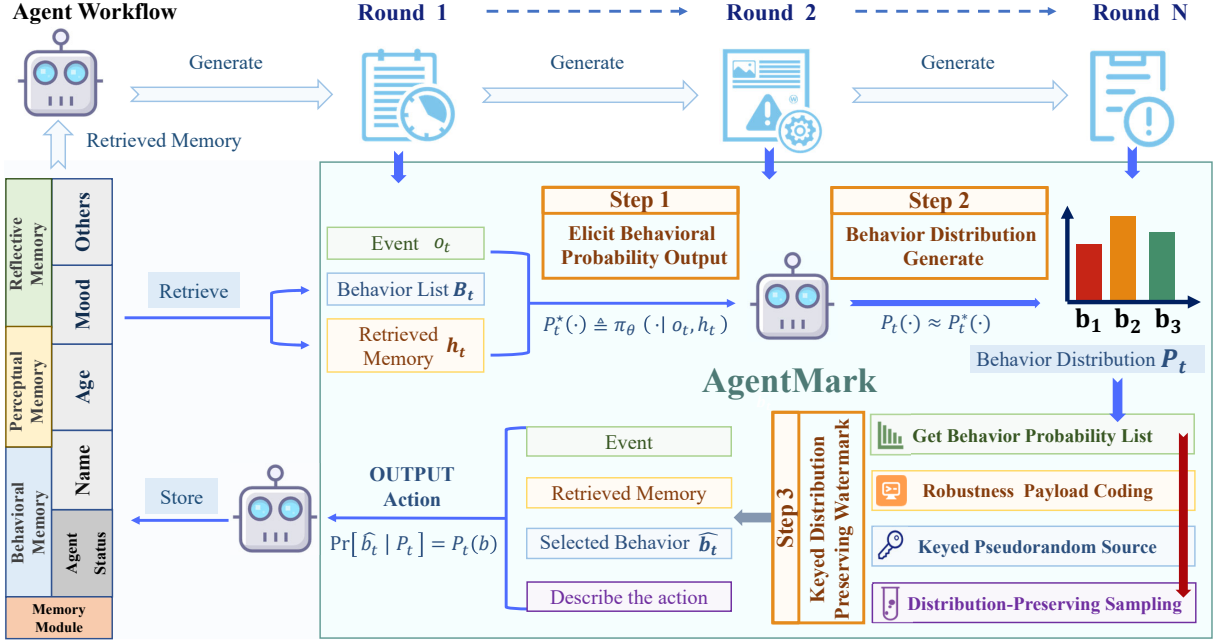 Agent Workflow
Round 1
Round 2
Round N
Generate
Generate
Generate
Retrieved Memory
Reflective
Memory
Perceptual
Memory
Behavioral
Memory
Others
Mood
Age
Name
Agent
Status
Memory
Module
Retrieve
Store
Event o_t
Behavior List B_t
Retrieved
Memory h_t
Step 1
Elicit Behavioral
Probability Output
P_t^⋆(·) ≜ π_θ (·| o_t, h_t )
Step 2
Behavior Distribution
Generate
P_t(·) ≈ P_t^*(·)
b_1 b_2 b_3
Behavior Distribution P_t
AgentMark
Get Behavior Probability List
Robustness Payload Coding
Keyed Pseudorandom Source
Distribution-Preserving Sampling
Step 3
Keyed Distribution
Preserving Watermark
Event
Retrieved Memory
Selected Behavior \widehat{b_t}
Describe the action
OUTPUT
Action
Pr[ \widehat{b_t} | P_t] = P_t(b)
W